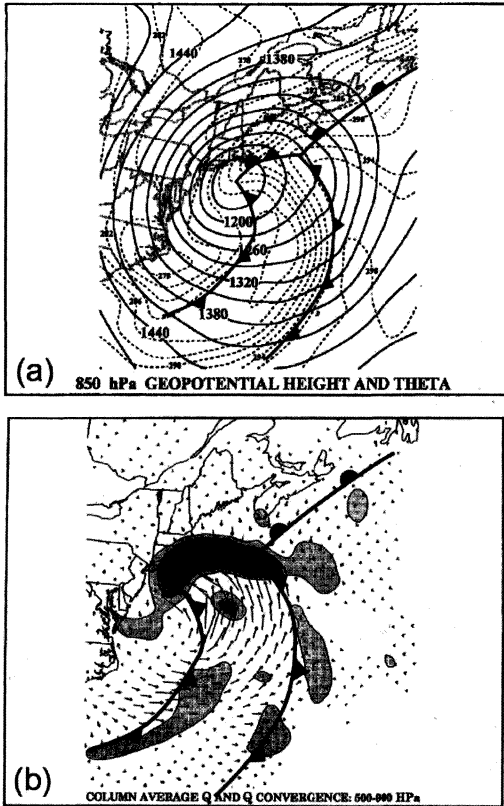 1440
1380
1200
1260
1320
1380
1440
(a)
850 hPa GEOPOTENTIAL HEIGHT AND THETA
(b)
COLUMN AVERAGE Q AND Q CONVERGENCE: 500-900 HPa